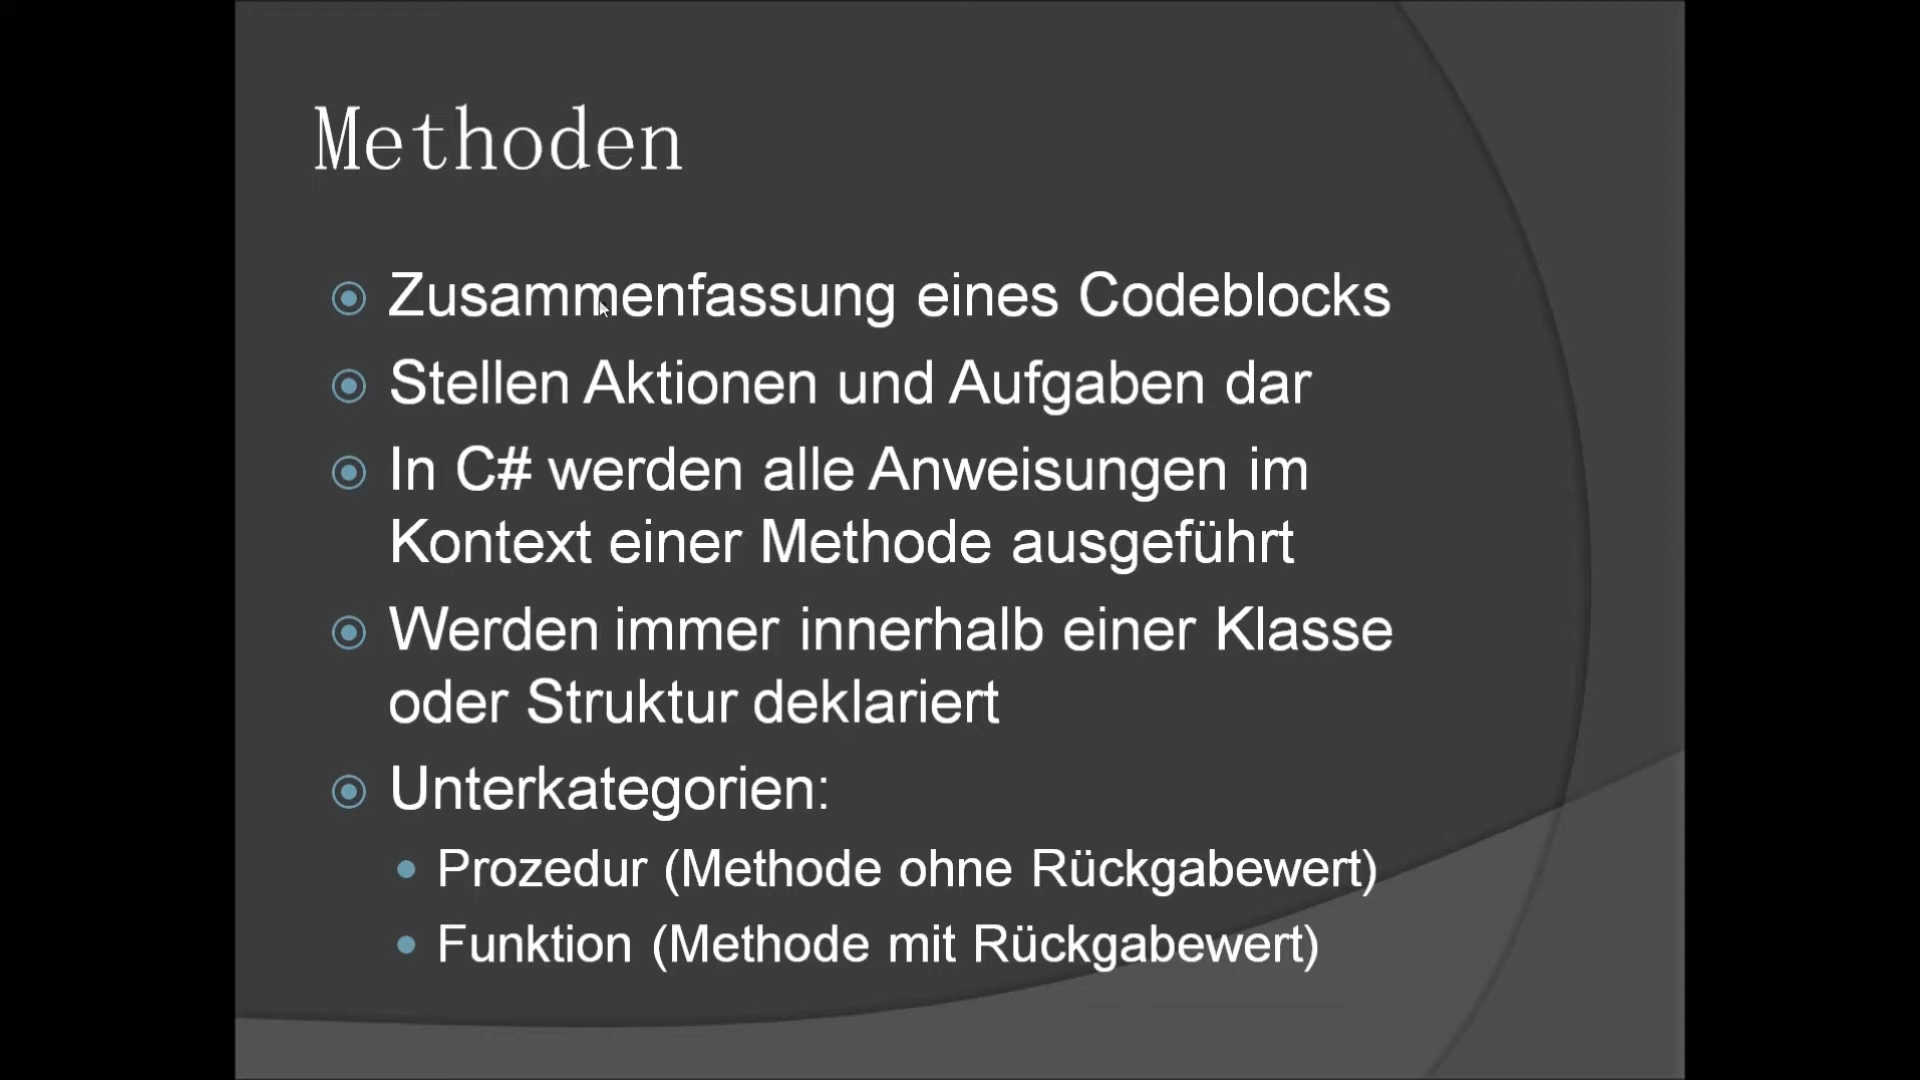 Methoden
Zusammenfassung eines Codeblocks
Stellen Aktionen und Aufgaben dar
In C# werden alle Anweisungen im
Kontext einer Methode ausgeführt
Werden immer innerhalb einer Klasse
oder Struktur deklariert
Unterkategorien:
Prozedur (Methode ohne Rückgabewert)
Funktion (Methode mit Rückgabewert)